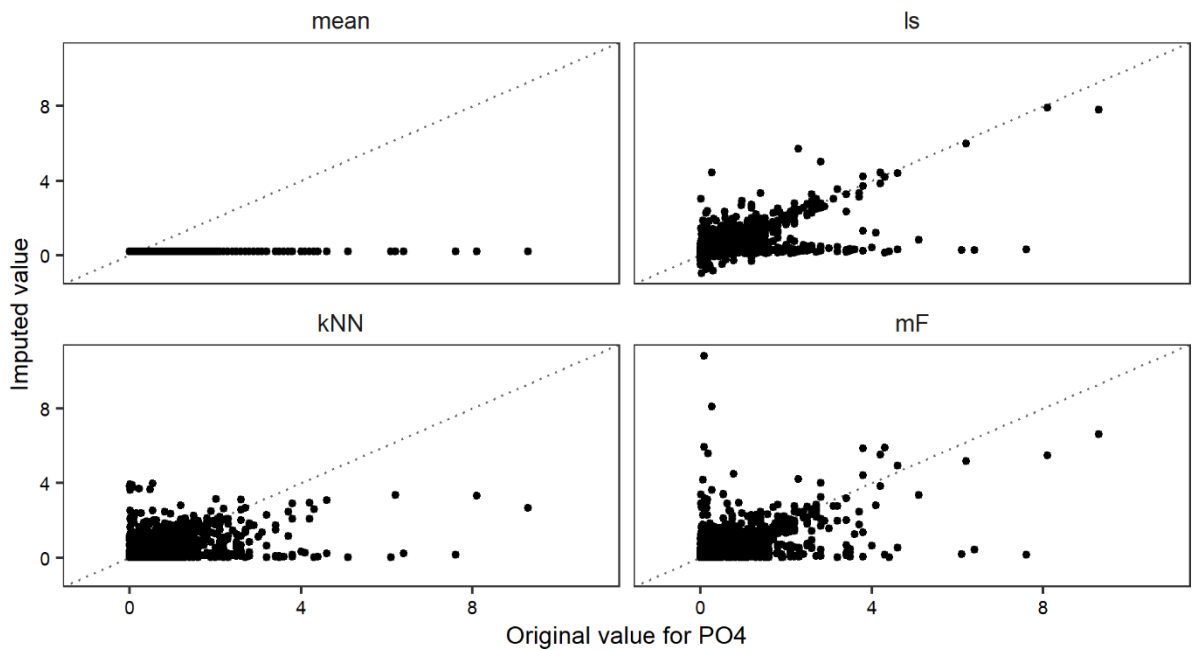 mean
ls
8
4
0
kNN
mF
8
4
0
0 4 8
0 4 8
Imputed value
Original value for PO4